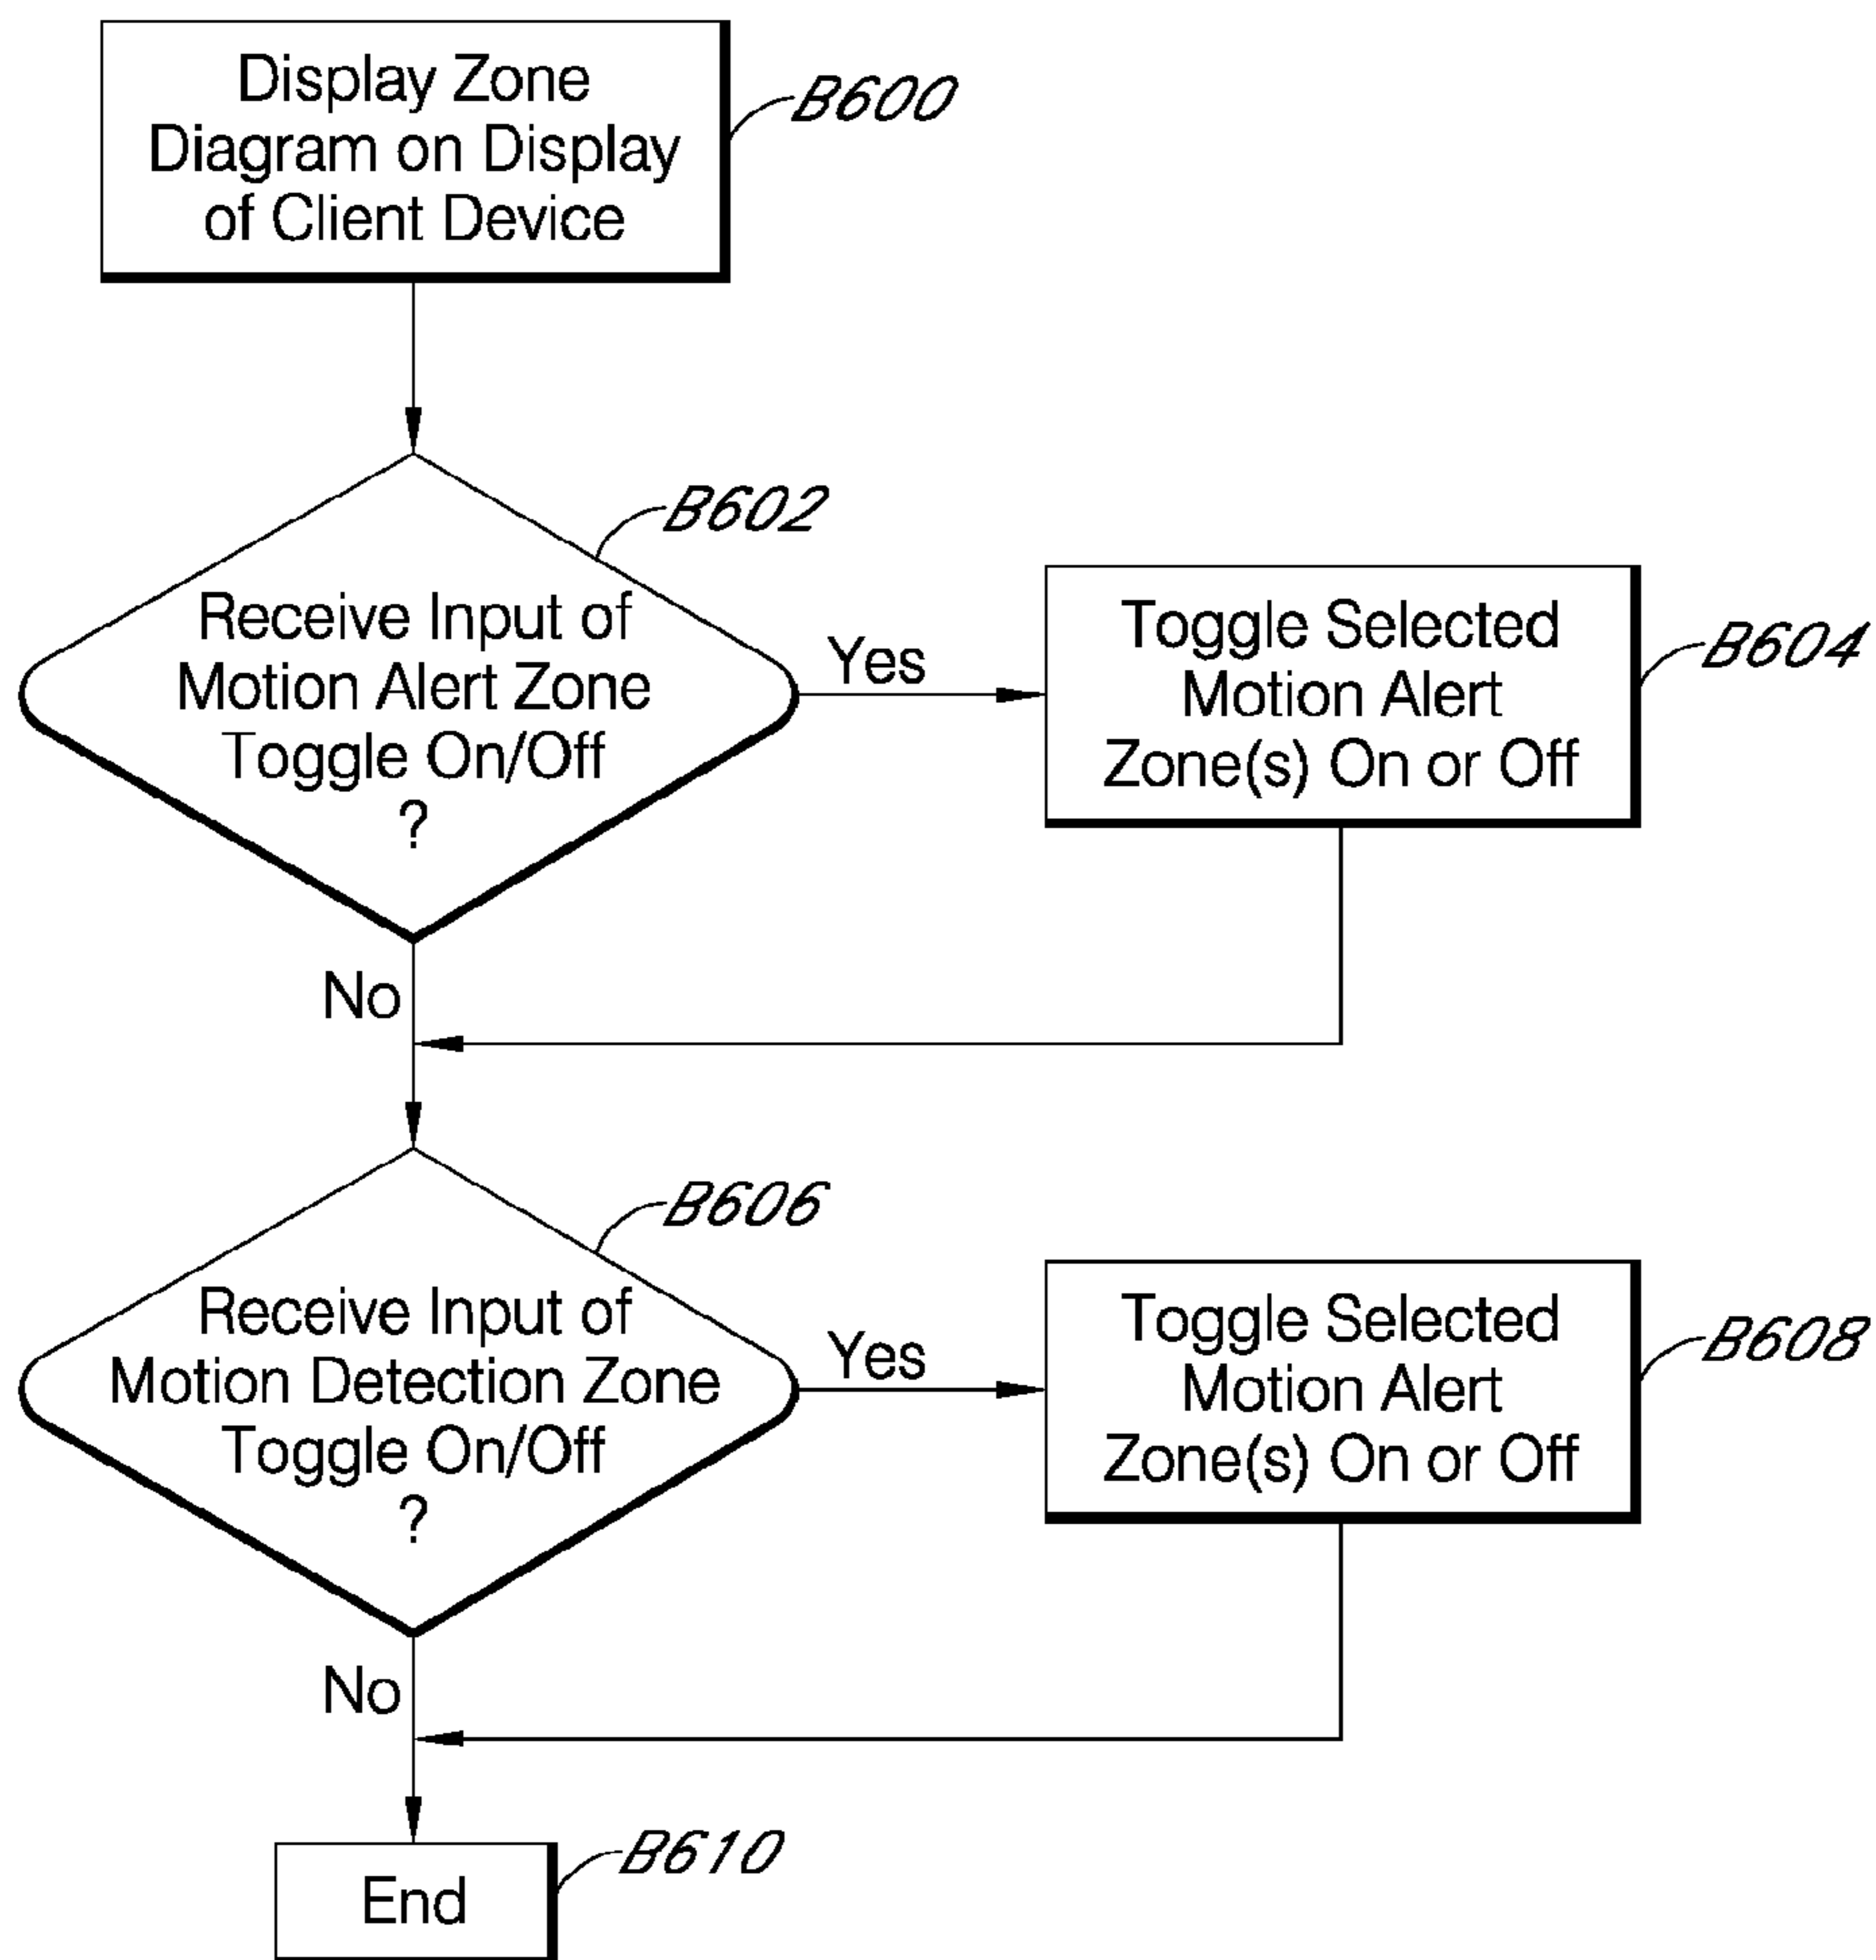 Display Zone
Diagram on Display
of Client Device
B600
B602
Receive Input of
Motion Alert Zone
Toggle On/Off
?
Yes
Toggle Selected
Motion Alert
Zone(s) On or Off
B604
No
B606
Receive Input of
Motion Detection Zone
Toggle On/Off
?
Yes
Toggle Selected
Motion Alert
Zone(s) On or Off
B608
No
End
B610